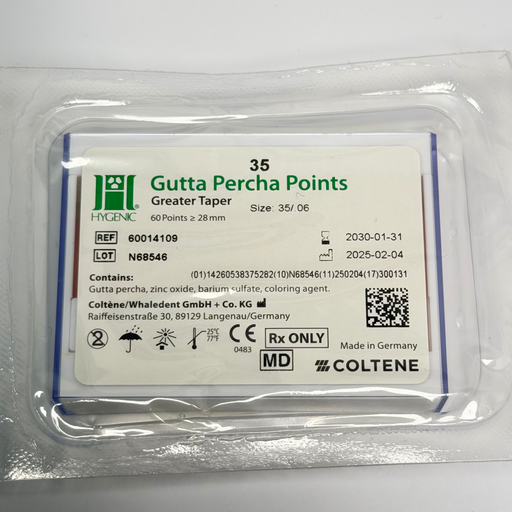 35
Gutta Percha Points
HYGENIC®
Greater Taper
Size: 35/.06
60 Points ≥ 28 mm
REF 60014109
2030-01-31
LOT N68546
2025-02-04
(01)14260538375282(10)N68546(11)250204(17)300131
Contains:
Gutta percha, zinc oxide, barium sulfate, coloring agent.
Coltène/Whaledent GmbH + Co. KG
Raiffeisenstraße 30, 89129 Langenau/Germany
2
25°C
77°F
CE
0483
Rx ONLY
Made in Germany
MD
COLTENE